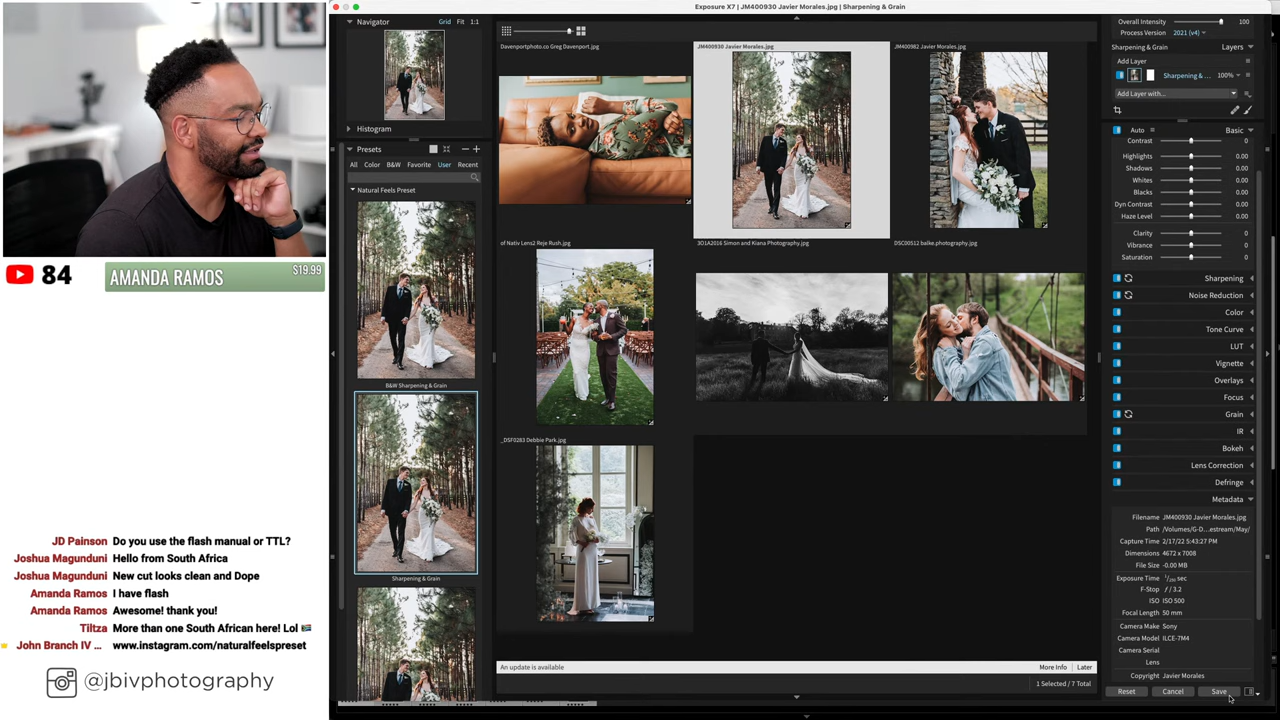 Exposure X7 | JM400930 Javier Morales.jpg | Sharpening & Grain
Navigator
Grid Fit 1:1
Histogram
Presets
All Color B&W Favorite User Recent
Natural Feels Preset
B&W Sharpening & Grain
Sharpening & Grain
Davenportphoto.co Greg Davenport.jpg
JM400930 Javier Morales.jpg
JM400982 Javier Morales.jpg
of Nativ Lens2 Reje Rush.jpg
3O1A2016 Simon and Kiana Photography.jpg
DSC00512 balke.photography.jpg
_DSF0283 Debbie Park.jpg
An update is available
More Info Later
1 Selected / 7 Total
Overall Intensity 100
Process Version 2021 (v4)
Sharpening & Grain Layers
Add Layer
Sharpening & ... 100%
Add Layer with...
Auto Basic
Contrast 0
Highlights 0.00
Shadows 0.00
Whites 0.00
Blacks 0.00
Dyn Contrast 0.00
Haze Level 0.00
Clarity 0
Vibrance 0
Saturation 0
Sharpening
Noise Reduction
Color
Tone Curve
LUT
Vignette
Overlays
Focus
Grain
IR
Bokeh
Lens Correction
Defringe
Metadata
Filename JM400930 Javier Morales.jpg
Path /Volumes/G-D...estream/May/
Capture Time 2/17/22 5:43:27 PM
Dimensions 4672 x 7008
File Size -0.00 MB
F-Stop f / 3.2
ISO ISO 500
Focal Length 50 mm
Camera Make Sony
Camera Model ILCE-7M4
Camera Serial
Lens
Copyright Javier Morales
Reset Cancel Save
84
AMANDA RAMOS $19.99
JD Painson Do you use the flash manual or TTL?
Joshua Magunduni Hello from South Africa
Joshua Magunduni New cut looks clean and Dope
Amanda Ramos I have flash
Amanda Ramos Awesome! thank you!
Tiltza More than one South African here! Lol 🇿🇦
John Branch IV ... www.instagram.com/naturalfeelspreset
@jbivphotography